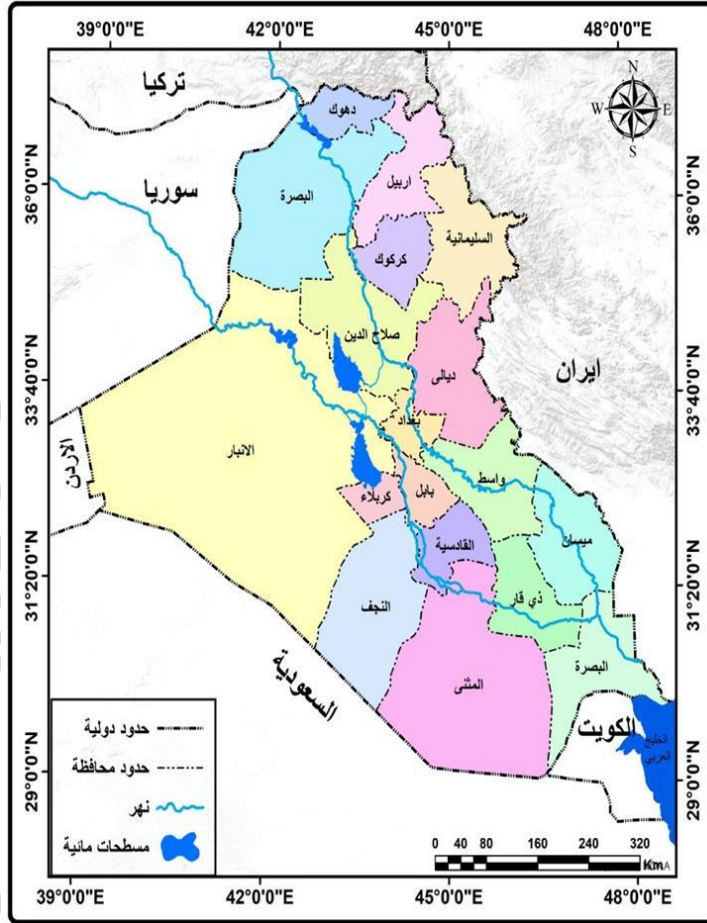 39°0'0"E 42°0'0"E 45°0'0"E 48°0'0"E
تركيا
N
W E
S
دهوك
36°0'0"N
36°0'0"N
سوريا
البصرة
اربيل
السليمانية
كركوك
صلاح الدين
ايران
33°40'0"N
33°40'0"N
ديالى
بغداد
الانبار
واسط
الاردن
بابل
كربلاء
ميسان
القادسية
31°20'0"N
31°20'0"N
النجف
ذي قار
البصرة
المثنى
السعودية
الكويت
الخليج
العربي
حدود دولية
حدود محافظة
نهر
مسطحات مائية
29°0'0"N
29°0'0"N
0 40 80 160 240 320
Km
39°0'0"E 42°0'0"E 45°0'0"E 48°0'0"E